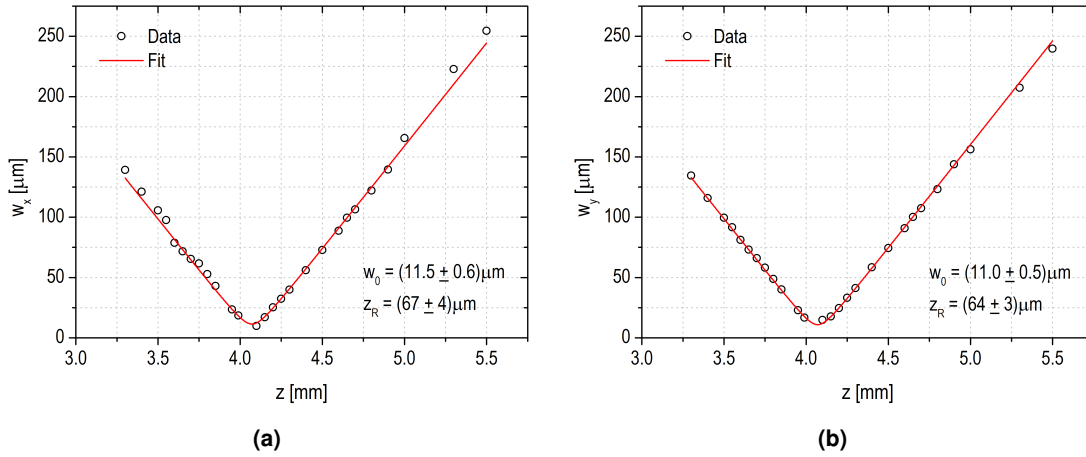 250
200
150
100
50
0
w_x [μm]
Data
Fit
w_0 = (11.5 ± 0.6)μm
z_R = (67 ± 4)μm
3.0 3.5 4.0 4.5 5.0 5.5
z [mm]
(a)
250
200
150
100
50
0
w_y [μm]
Data
Fit
w_0 = (11.0 ± 0.5)μm
z_R = (64 ± 3)μm
3.0 3.5 4.0 4.5 5.0 5.5
z [mm]
(b)